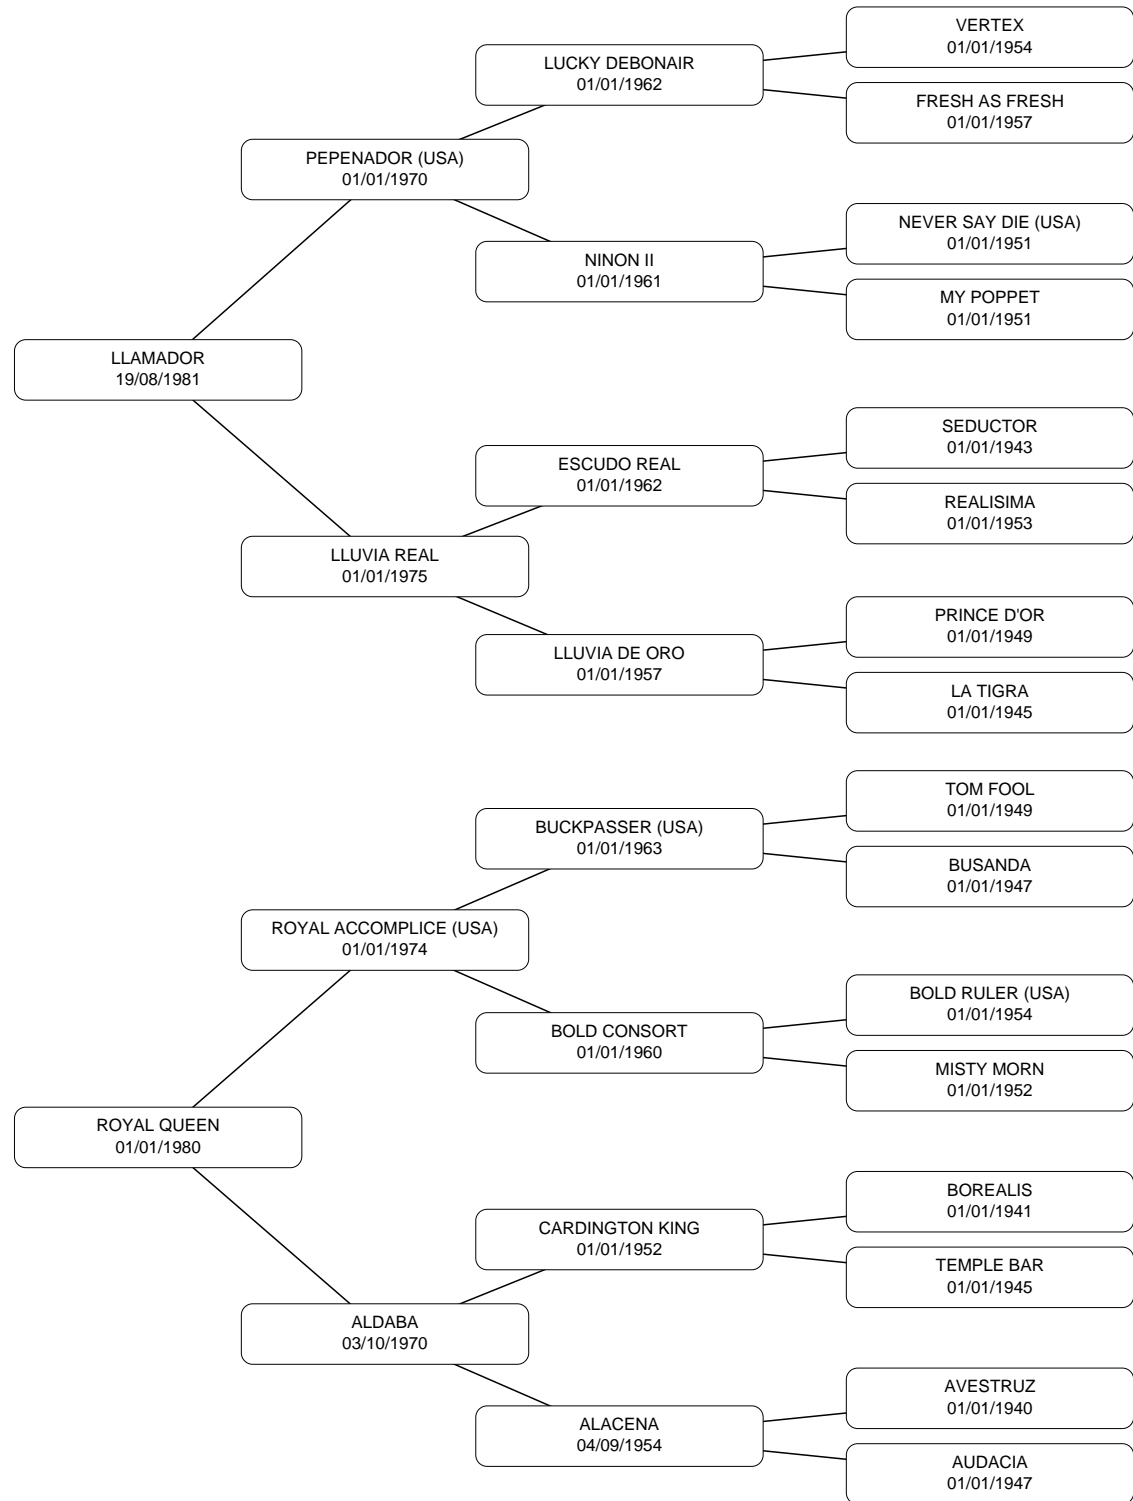 VERTEX
01/01/1954
LUCKY DEBONAIR
01/01/1962
FRESH AS FRESH
01/01/1957
PEPENADOR (USA)
01/01/1970
NEVER SAY DIE (USA)
01/01/1951
NINON II
01/01/1961
MY POPPET
01/01/1951
LLAMADOR
19/08/1981
SEDUCTOR
01/01/1943
ESCUDO REAL
01/01/1962
REALISIMA
01/01/1953
LLUVIA REAL
01/01/1975
PRINCE D'OR
01/01/1949
LLUVIA DE ORO
01/01/1957
LA TIGRA
01/01/1945
TOM FOOL
01/01/1949
BUCKPASSER (USA)
01/01/1963
BUSANDA
01/01/1947
ROYAL ACCOMPLICE (USA)
01/01/1974
BOLD RULER (USA)
01/01/1954
BOLD CONSORT
01/01/1960
MISTY MORN
01/01/1952
ROYAL QUEEN
01/01/1980
BOREALIS
01/01/1941
CARDINGTON KING
01/01/1952
TEMPLE BAR
01/01/1945
ALDABA
03/10/1970
AVESTRUZ
01/01/1940
ALACENA
04/09/1954
AUDACIA
01/01/1947